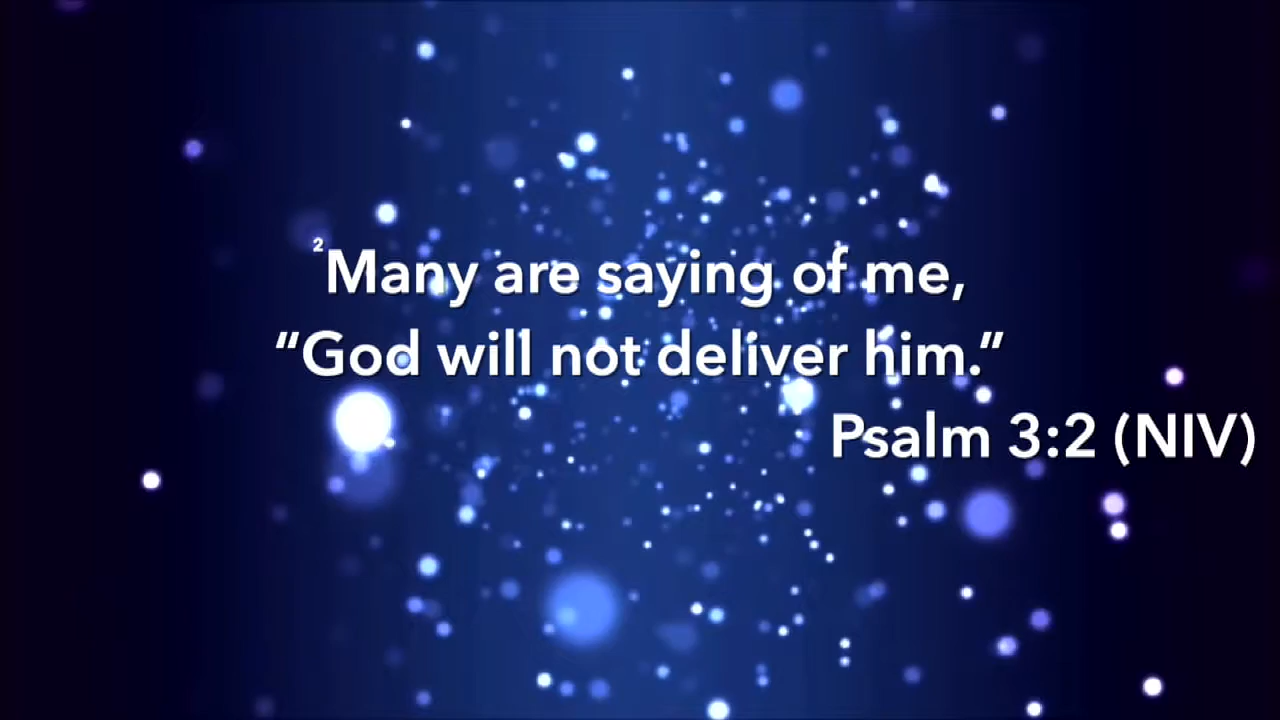 ²Many are saying of me,
“God will not deliver him.”
Psalm 3:2 (NIV)